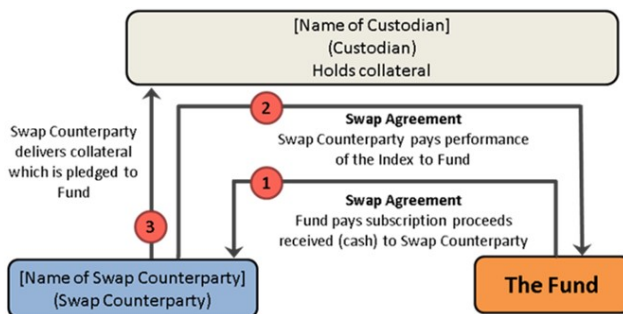 [Name of Custodian]
(Custodian)
Holds collateral
2
Swap Agreement
Swap Counterparty pays performance
of the Index to Fund
Swap Counterparty
delivers collateral
which is pledged to
Fund
1
Swap Agreement
Fund pays subscription proceeds
received (cash) to Swap Counterparty
3
[Name of Swap Counterparty]
(Swap Counterparty)
The Fund